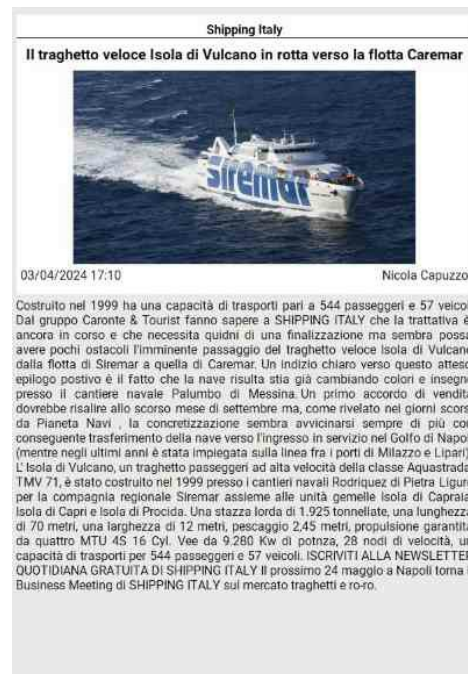 Shipping Italy
Il traghetto veloce Isola di Vulcano in rotta verso la flotta Caremar
Siremar
03/04/2024 17:10
Nicola Capuzzo
Costruito nel 1999 ha una capacità di trasporti pari a 544 passeggeri e 57 veicol
Dal gruppo Caronte & Tourist fanno sapere a SHIPPING ITALY che la trattativa è
ancora in corso e che necessita quidni di una finalizzazione ma sembra possa
avere pochi ostacoli l'imminente passaggio del traghetto veloce Isola di Vulcano
dalla flotta di Siremar a quella di Caremar. Un indizio chiaro verso questo atteso
epilogo postivo è il fatto che la nave risulta stia già cambiando colori e insegne
presso il cantiere navale Palumbo di Messina. Un primo accordo di vendita
dovrebbe risalire allo scorso mese di settembre ma, come rivelato nei giorni scors
da Pianeta Navi , la concretizzazione sembra avvicinarsi sempre di più con
conseguente trasferimento della nave verso l'ingresso in servizio nel Golfo di Napol
(mentre negli ultimi anni è stata impiegata sulla linea fra i porti di Milazzo e Lipari)
L' Isola di Vulcano, un traghetto passeggeri ad alta velocità della classe Aquastrada
TMV 71, è stato costruito nel 1999 presso i cantieri navali Rodriquez di Pietra Ligure
per la compagnia regionale Siremar assieme alle unità gemelle Isola di Capraia,
Isola di Capri e Isola di Procida. Una stazza lorda di 1.925 tonnellate, una lunghezza
di 70 metri, una larghezza di 12 metri, pescaggio 2,45 metri, propulsione garantita
da quattro MTU 4S 16 Cyl. Vee da 9.280 Kw di potnza, 28 nodi di velocità, un
capacità di trasporti per 544 passeggeri e 57 veicoli. ISCRIVITI ALLA NEWSLETTER
QUOTIDIANA GRATUITA DI SHIPPING ITALY Il prossimo 24 maggio a Napoli torna i
Business Meeting di SHIPPING ITALY sul mercato traghetti e ro-ro.